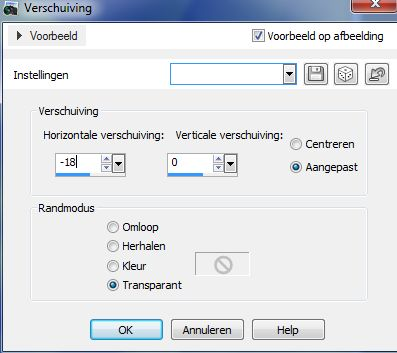 Verschuiving
Voorbeeld
Voorbeeld op afbeelding
Instellingen
Verschuiving
Horizontale verschuiving: Verticale verschuiving:
Centreren
-18 0
Aangepast
Randmodus
Omloop
Herhalen
Kleur
Transparant
OK Annuleren Help